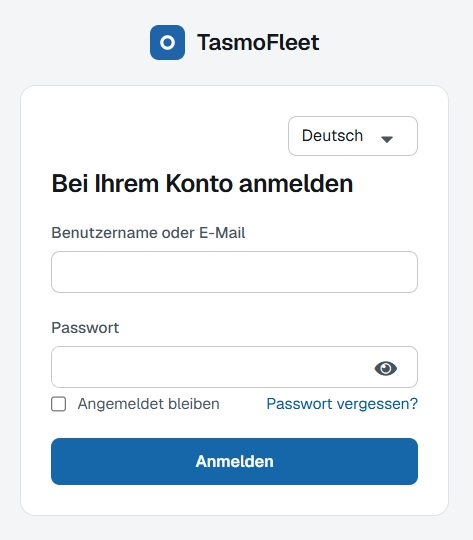 TasmoFleet
Deutsch
Bei Ihrem Konto anmelden
Benutzername oder E-Mail
Passwort
Angemeldet bleiben Passwort vergessen?
Anmelden